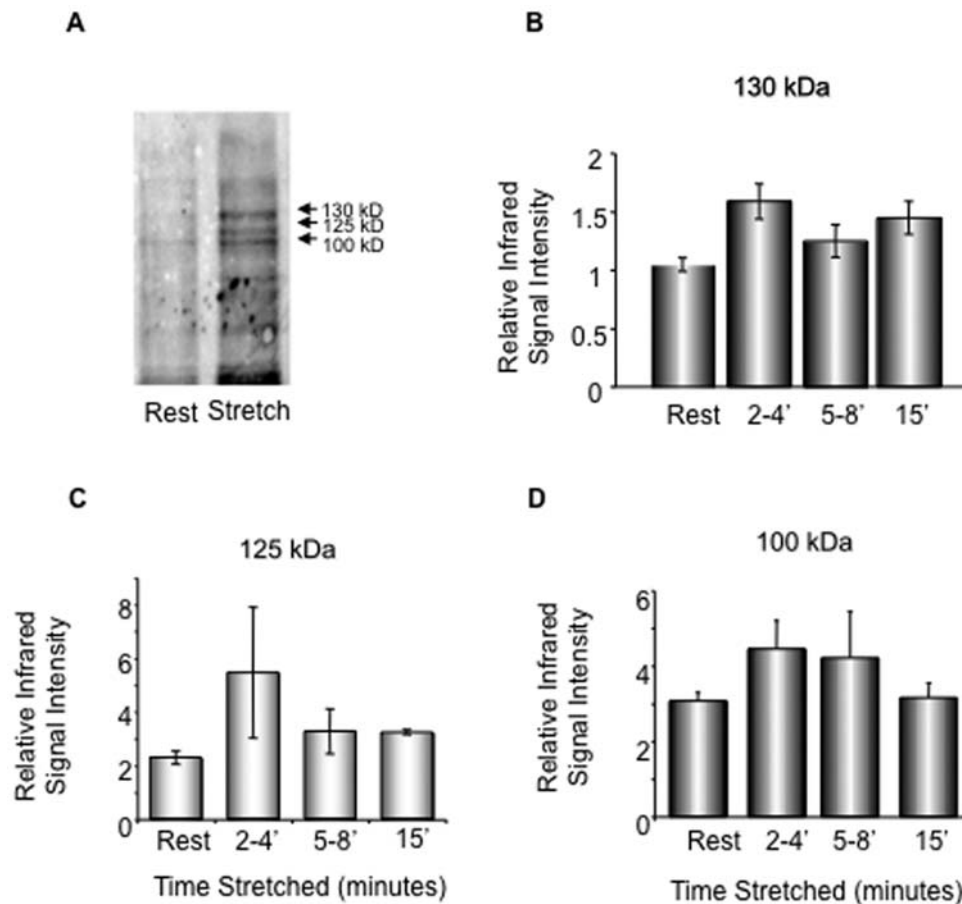 A
130 kD
125 kD
100 kD
Rest Stretch
B
130 kDa
Relative Infrared
Signal Intensity
2
1.5
1
0.5
0
Rest 2-4' 5-8' 15'
C
125 kDa
Relative Infrared
Signal Intensity
8
6
4
2
0
Rest 2-4' 5-8' 15'
Time Stretched (minutes)
D
100 kDa
Relative Infrared
Signal Intensity
6
4
2
0
Rest 2-4' 5-8' 15'
Time Stretched (minutes)